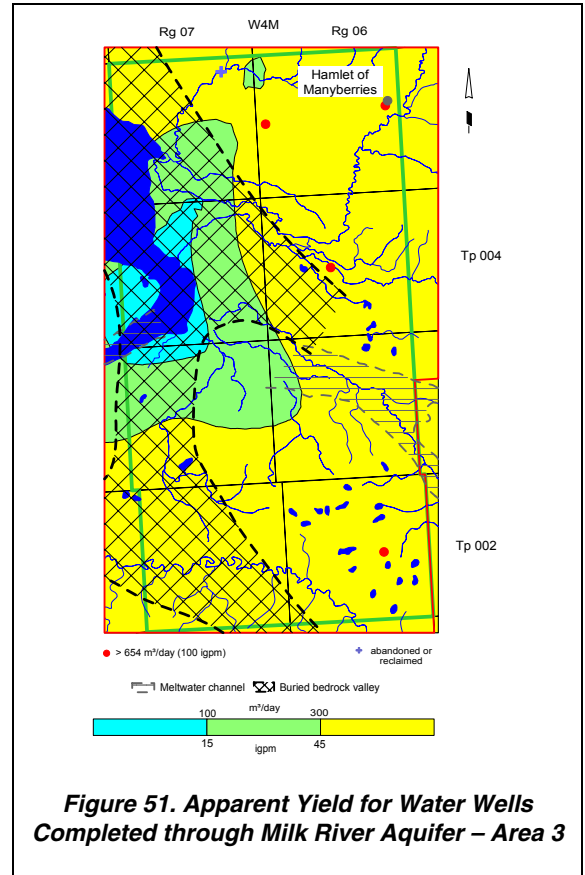 W4M
Rg 07
Rg 06
Hamlet of
Manyberries
Tp 004
Tp 002
> 654 m³/day (100 igpm)
abandoned or
reclaimed
Meltwater channel
Buried bedrock valley
m³/day
100
300
15
45
igpm
Figure 51. Apparent Yield for Water Wells
Completed through Milk River Aquifer – Area 3